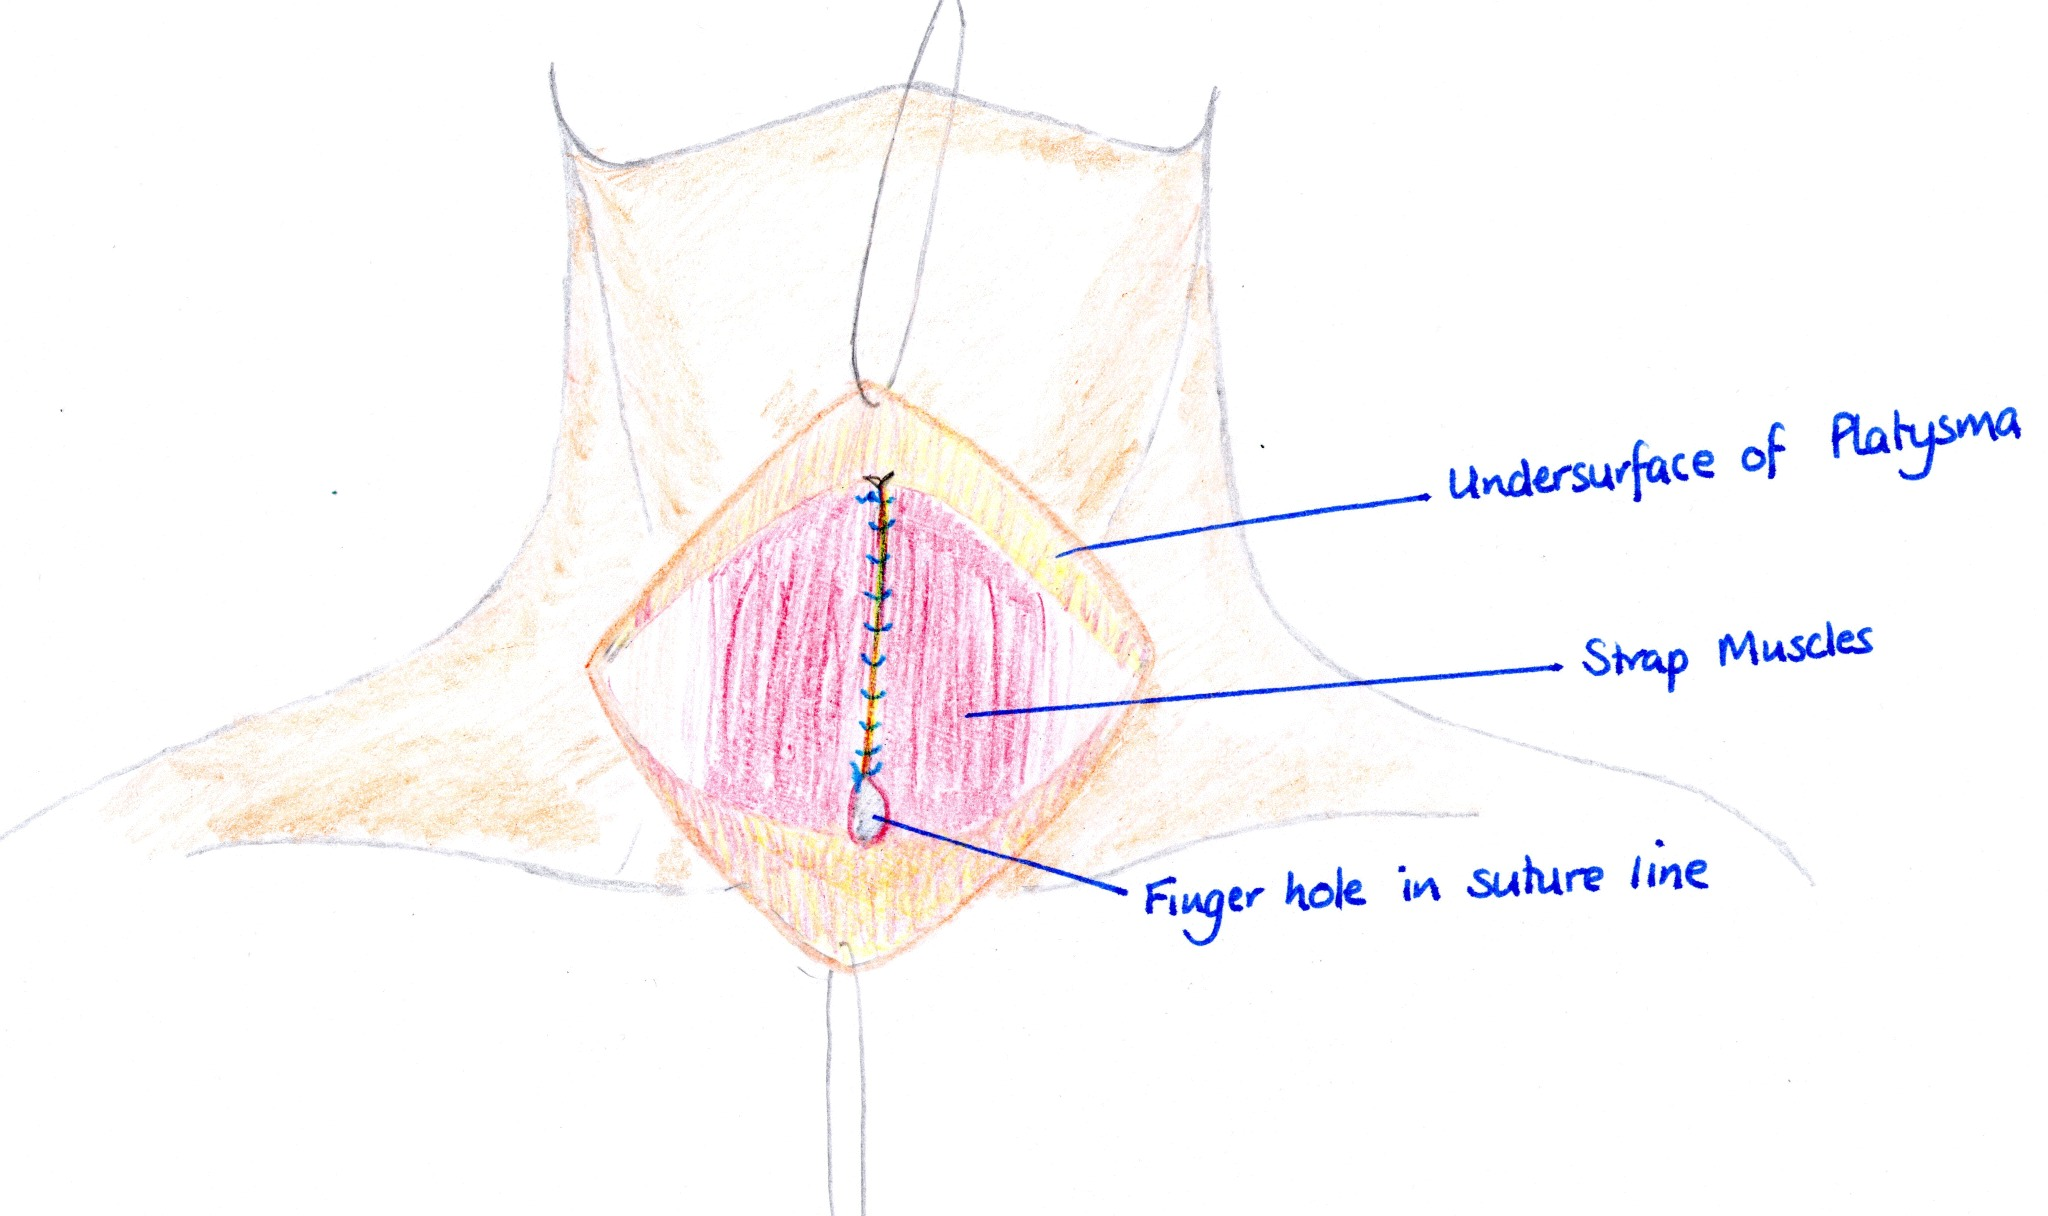 Undersurface of Platysma
Strap Muscles
Finger hole in suture line